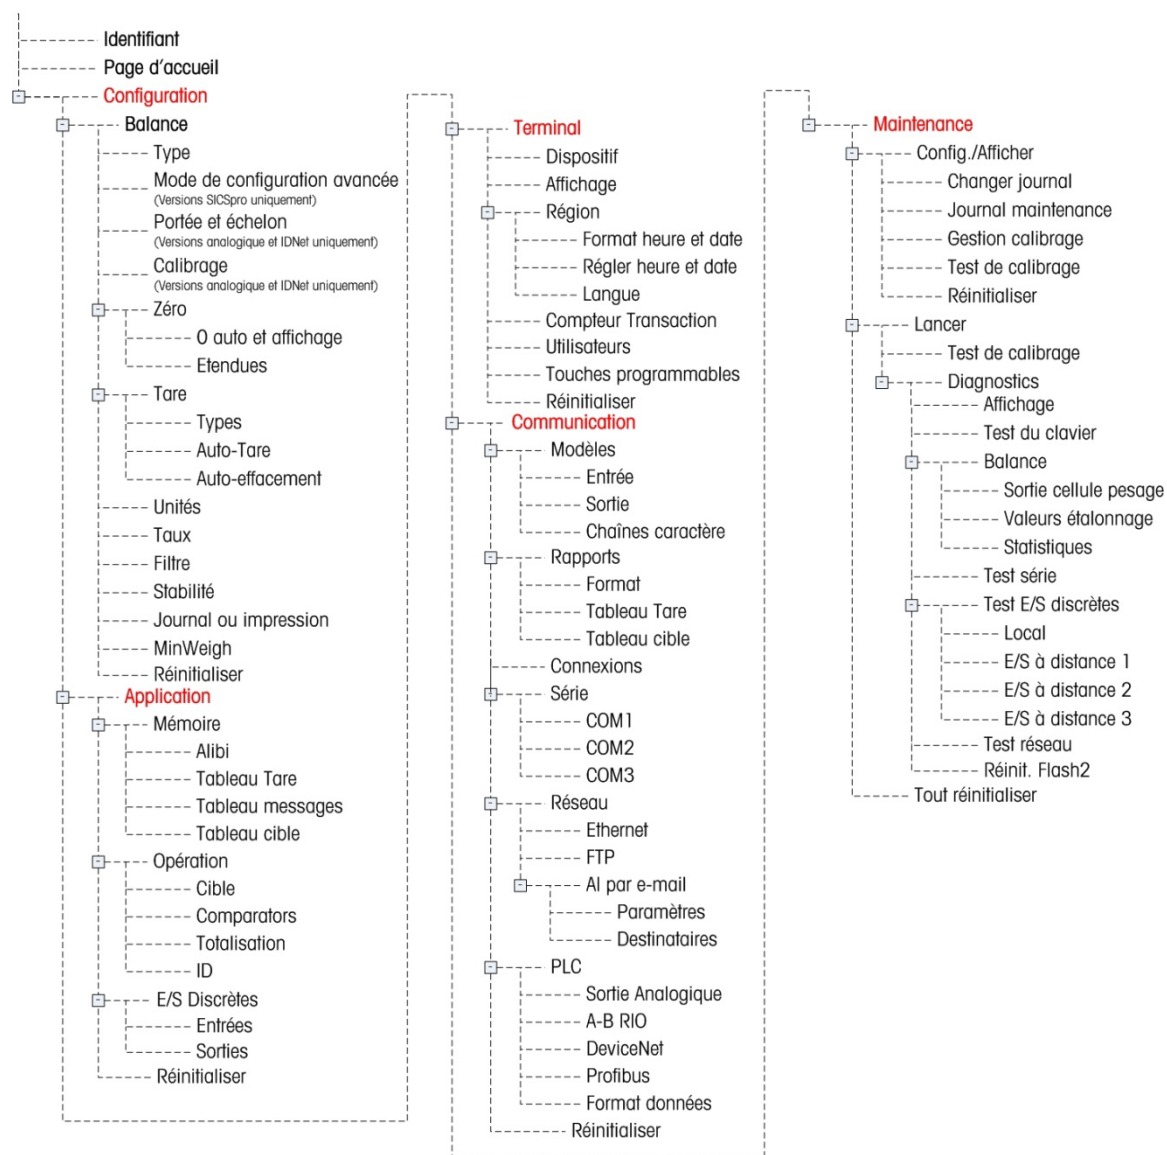 Identifiant
Page d'accueil
Configuration
Balance
Type
Mode de configuration avancée
(Versions SICSpro uniquement)
Portée et échelon
(Versions analogique et IDNet uniquement)
Calibrage
(Versions analogique et IDNet uniquement)
Zéro
0 auto et affichage
Etendues
Tare
Types
Auto-Tare
Auto-effacement
Unités
Taux
Filtre
Stabilité
Journal ou impression
MinWeigh
Réinitialiser
Application
Mémoire
Alibi
Tableau Tare
Tableau messages
Tableau cible
Opération
Cible
Comparators
Totalisation
ID
E/S Discrètes
Entrées
Sorties
Réinitialiser
Terminal
Dispositif
Affichage
Région
Format heure et date
Régler heure et date
Langue
Compteur Transaction
Utilisateurs
Touches programmables
Réinitialiser
Communication
Modèles
Entrée
Sortie
Chaînes caractère
Rapports
Format
Tableau Tare
Tableau cible
Connexions
Série
COM1
COM2
COM3
Réseau
Ethernet
FTP
Al par e-mail
Paramètres
Destinataires
PLC
Sortie Analogique
A-B RIO
DeviceNet
Profibus
Format données
Réinitialiser
Maintenance
Config./Afficher
Changer journal
Journal maintenance
Gestion calibrage
Test de calibrage
Réinitialiser
Lancer
Test de calibrage
Diagnostics
Affichage
Test du clavier
Balance
Sortie cellule pesage
Valeurs étalonnage
Statistiques
Test série
Test E/S discrètes
Local
E/S à distance 1
E/S à distance 2
E/S à distance 3
Test réseau
Réinit. Flash2
Tout réinitialiser